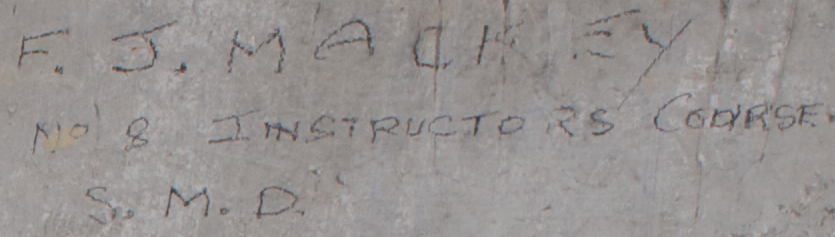 F. J. MACKEY
No 8 INSTRUCTORS COURSE.
S. M. D.